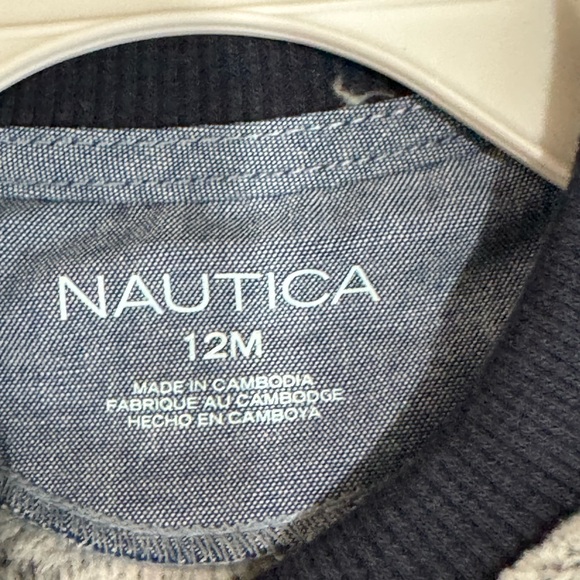 NAUTICA
12M
MADE IN CAMBODIA
FABRIQUE AU CAMBODGE
HECHO EN CAMBOYA